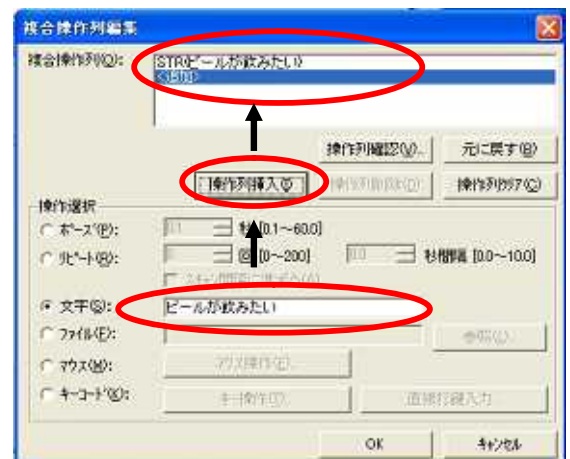 複合操作列編集
複合操作列(Q):
STR(ビールが飲みたい)
<追加>
操作列確認(V)...
元に戻す(B)
操作列挿入(I)
操作列削除(D)
操作列クリア(C)
操作選択
ポーズ(P):
0.1
秒 [0.1~60.0]
リピート(R):
回 [0~200]
0.0
秒間隔 [0.0~10.0]
文字(S):
ビールが飲みたい
ファイル(F):
参照(L)...
マウス(M):
マウス操作(E)...
キーコード(K):
キー操作(T)...
直接打鍵入力
OK
キャンセル